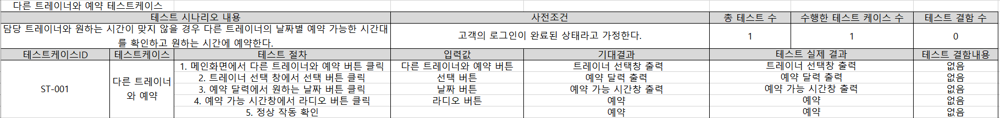 다른 트레이너와 예약 테스트케이스
테스트 시나리오 내용 사전조건 총 테스트 수 수행한 테스트 케이스 수 테스트 결함 수
담당 트레이너와 원하는 시간이 맞지 않을 경우 다른 트레이너의 날짜별 예약 가능한 시간대
를 확인하고 원하는 시간에 예약한다.
고객의 로그인이 완료된 상태라고 가정한다. 1 1 0
테스트케이스ID 테스트케이스 테스트 절차 입력값 기대결과 테스트 실제 결과 테스트 결함내용
ST-001
다른 트레이너
와 예약
1. 메인화면에서 다른 트레이너와 예약 버튼 클릭 다른 트레이너와 예약 버튼 트레이너 선택창 출력 트레이너 선택창 출력 없음
2. 트레이너 선택 창에서 선택 버튼 클릭 선택 버튼 예약 달력 출력 예약 달력 출력 없음
3. 예약 달력에서 원하는 날짜 버튼 클릭 날짜 버튼 예약 가능 시간창 출력 예약 가능 시간창 출력 없음
4. 예약 가능 시간창에서 라디오 버튼 클릭 라디오 버튼 예약 예약 없음
5. 정상 작동 확인 예약 예약 없음